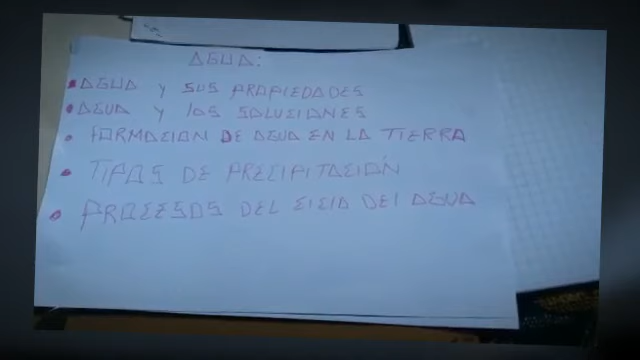 AGUA:
• AGUA y SUS PROPIEDADES
• AGUA y lOS SOLUCIONES
• FORMACION DE AGUA EN LA TIERRA
• TIPOS DE PRECIPITACIÓN
• PROCESOS DEL CICLO DEl AGUA